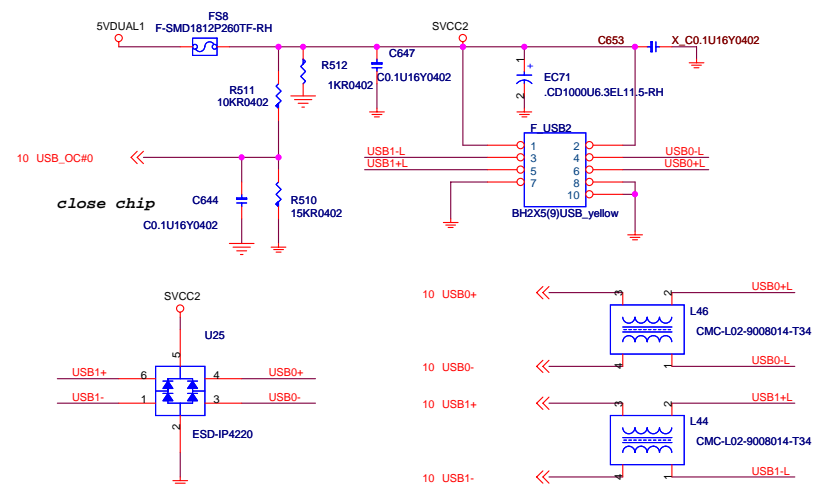 FS8
5VDUAL1
F-SMD1812P260TF-RH
SVCC2
C653
X_C0.1U16Y0402
R512
1KR0402
C647
C0.1U16Y0402
1
+
2
EC71
.CD1000U6.3EL11.5-RH
R511
10KR0402
F_USB2
1
2
3
4
5
6
7
8
10
USB1-L
USB1+L
USB0-L
USB0+L
BH2X5(9)USB_yellow
10 USB_OC#0
close chip
C644
C0.1U16Y0402
R510
15KR0402
SVCC2
U25
5
USB1+
6
4
USB0+
USB1-
1
3
USB0-
2
ESD-IP4220
10 USB0+
3
2
USB0+L
L46
CMC-L02-9008014-T34
10 USB0-
4
1
USB0-L
10 USB1+
3
2
USB1+L
L44
CMC-L02-9008014-T34
10 USB1-
4
1
USB1-L